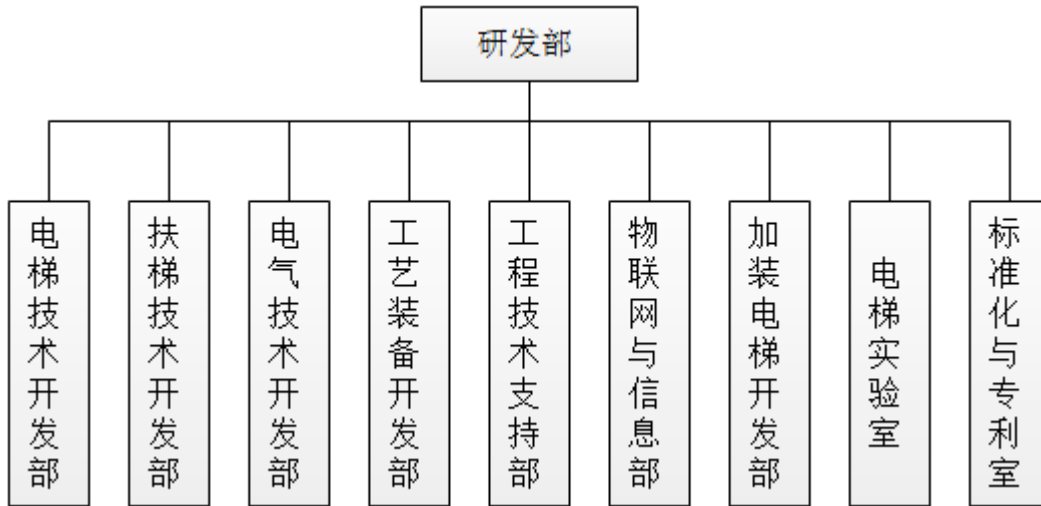 研发部
电梯技术开发部
扶梯技术开发部
电气技术开发部
工艺装备开发部
工程技术支持部
物联网与信息部
加装电梯开发部
电梯实验室
标准化与专利室